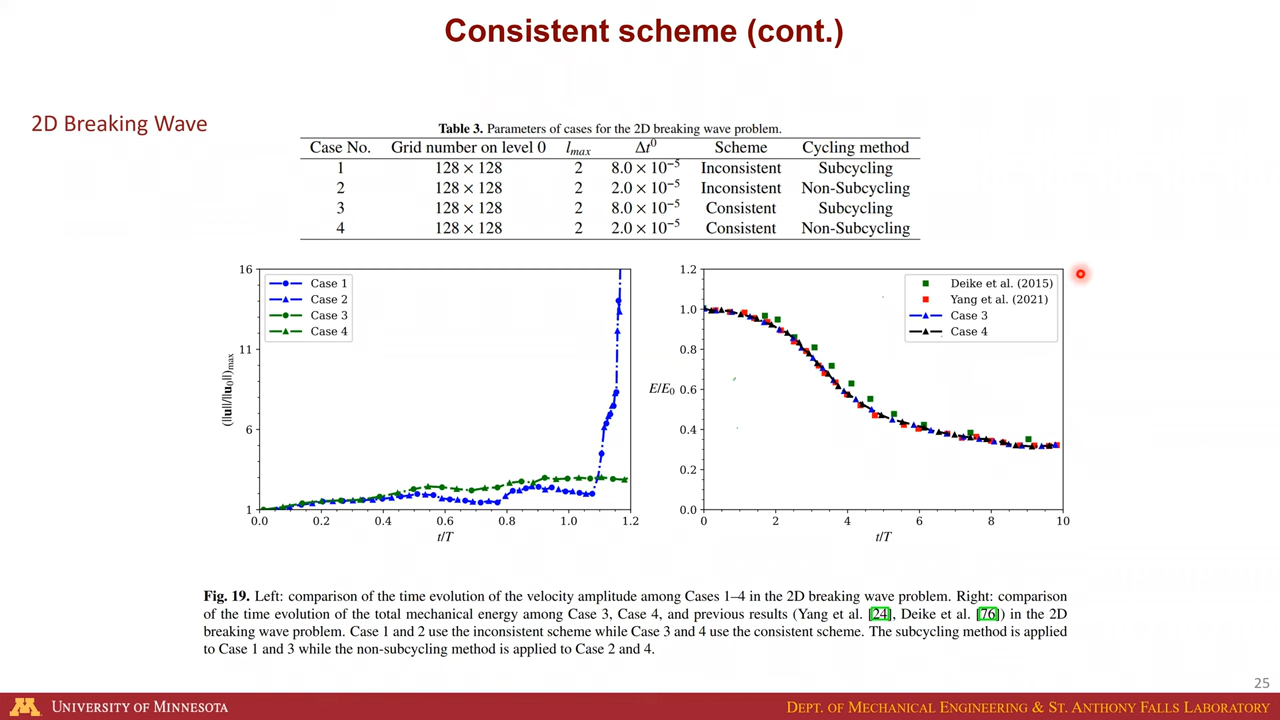 Consistent scheme (cont.)
2D Breaking Wave
Table 3. Parameters of cases for the 2D breaking wave problem.
Case No. Grid number on level 0 l_max Δt⁰ Scheme Cycling method
1 128 × 128 2 8.0 × 10⁻⁵ Inconsistent Subcycling
2 128 × 128 2 2.0 × 10⁻⁵ Inconsistent Non-Subcycling
3 128 × 128 2 8.0 × 10⁻⁵ Consistent Subcycling
4 128 × 128 2 2.0 × 10⁻⁵ Consistent Non-Subcycling
16
11
6
1
(||u||/||u₀||)max
Case 1
Case 2
Case 3
Case 4
0.0 0.2 0.4 0.6 0.8 1.0 1.2
t/T
1.2
1.0
0.8
0.6
0.4
0.2
0.0
E/E₀
Deike et al. (2015)
Yang et al. (2021)
Case 3
Case 4
0 2 4 6 8 10
t/T
Fig. 19. Left: comparison of the time evolution of the velocity amplitude among Cases 1–4 in the 2D breaking wave problem. Right: comparison
of the time evolution of the total mechanical energy among Case 3, Case 4, and previous results (Yang et al. [24], Deike et al. [76]) in the 2D
breaking wave problem. Case 1 and 2 use the inconsistent scheme while Case 3 and 4 use the consistent scheme. The subcycling method is applied
to Case 1 and 3 while the non-subcycling method is applied to Case 2 and 4.
25
M UNIVERSITY OF MINNESOTA
DEPT. OF MECHANICAL ENGINEERING & ST. ANTHONY FALLS LABORATORY